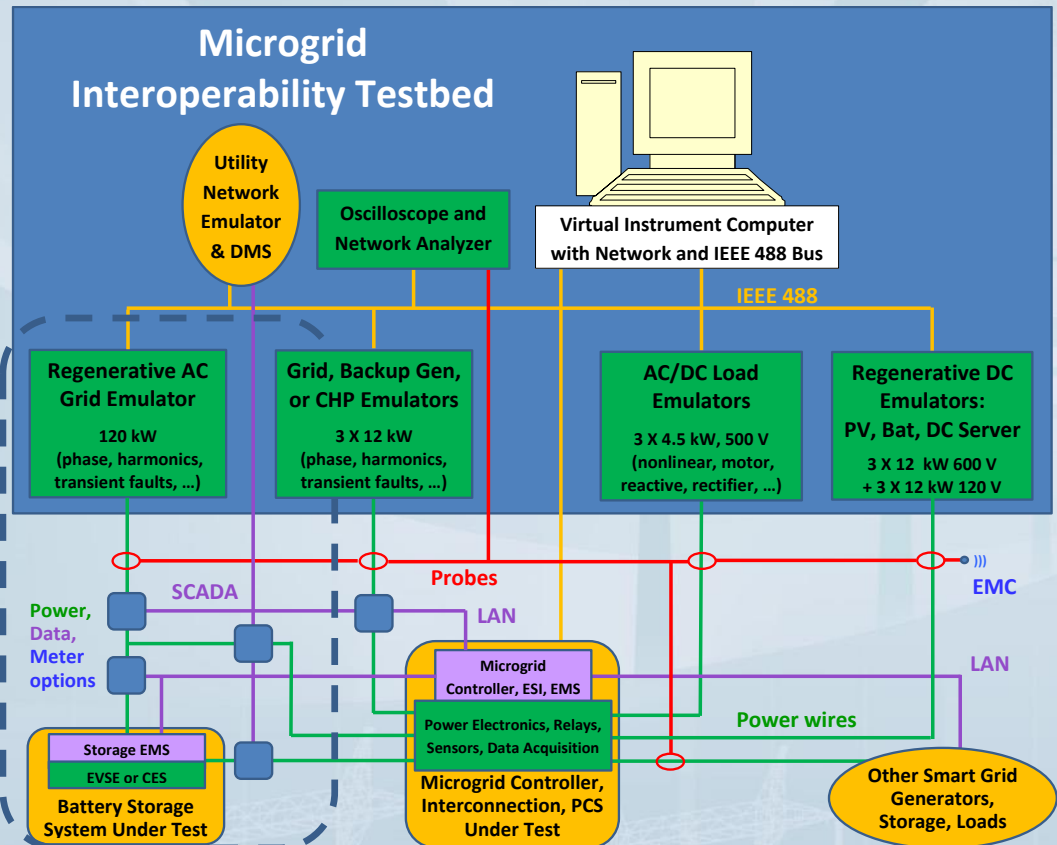 Microgrid
Interoperability Testbed
Utility
Network
Emulator
& DMS
Oscilloscope and
Network Analyzer
Virtual Instrument Computer
with Network and IEEE 488 Bus
IEEE 488
Regenerative AC
Grid Emulator
120 kW
(phase, harmonics,
transient faults, …)
Grid, Backup Gen,
or CHP Emulators
3 X 12 kW
(phase, harmonics,
transient faults, …)
AC/DC Load
Emulators
3 X 4.5 kW, 500 V
(nonlinear, motor,
reactive, rectifier, …)
Regenerative DC
Emulators:
PV, Bat, DC Server
3 X 12 kW 600 V
+ 3 X 12 kW 120 V
Probes
)))
EMC
SCADA
LAN
Power,
Data,
Meter
options
LAN
Microgrid
Controller, ESI, EMS
Power Electronics, Relays,
Sensors, Data Acquisition
Microgrid Controller,
Interconnection, PCS
Under Test
Power wires
Storage EMS
EVSE or CES
Battery Storage
System Under Test
Other Smart Grid
Generators,
Storage, Loads